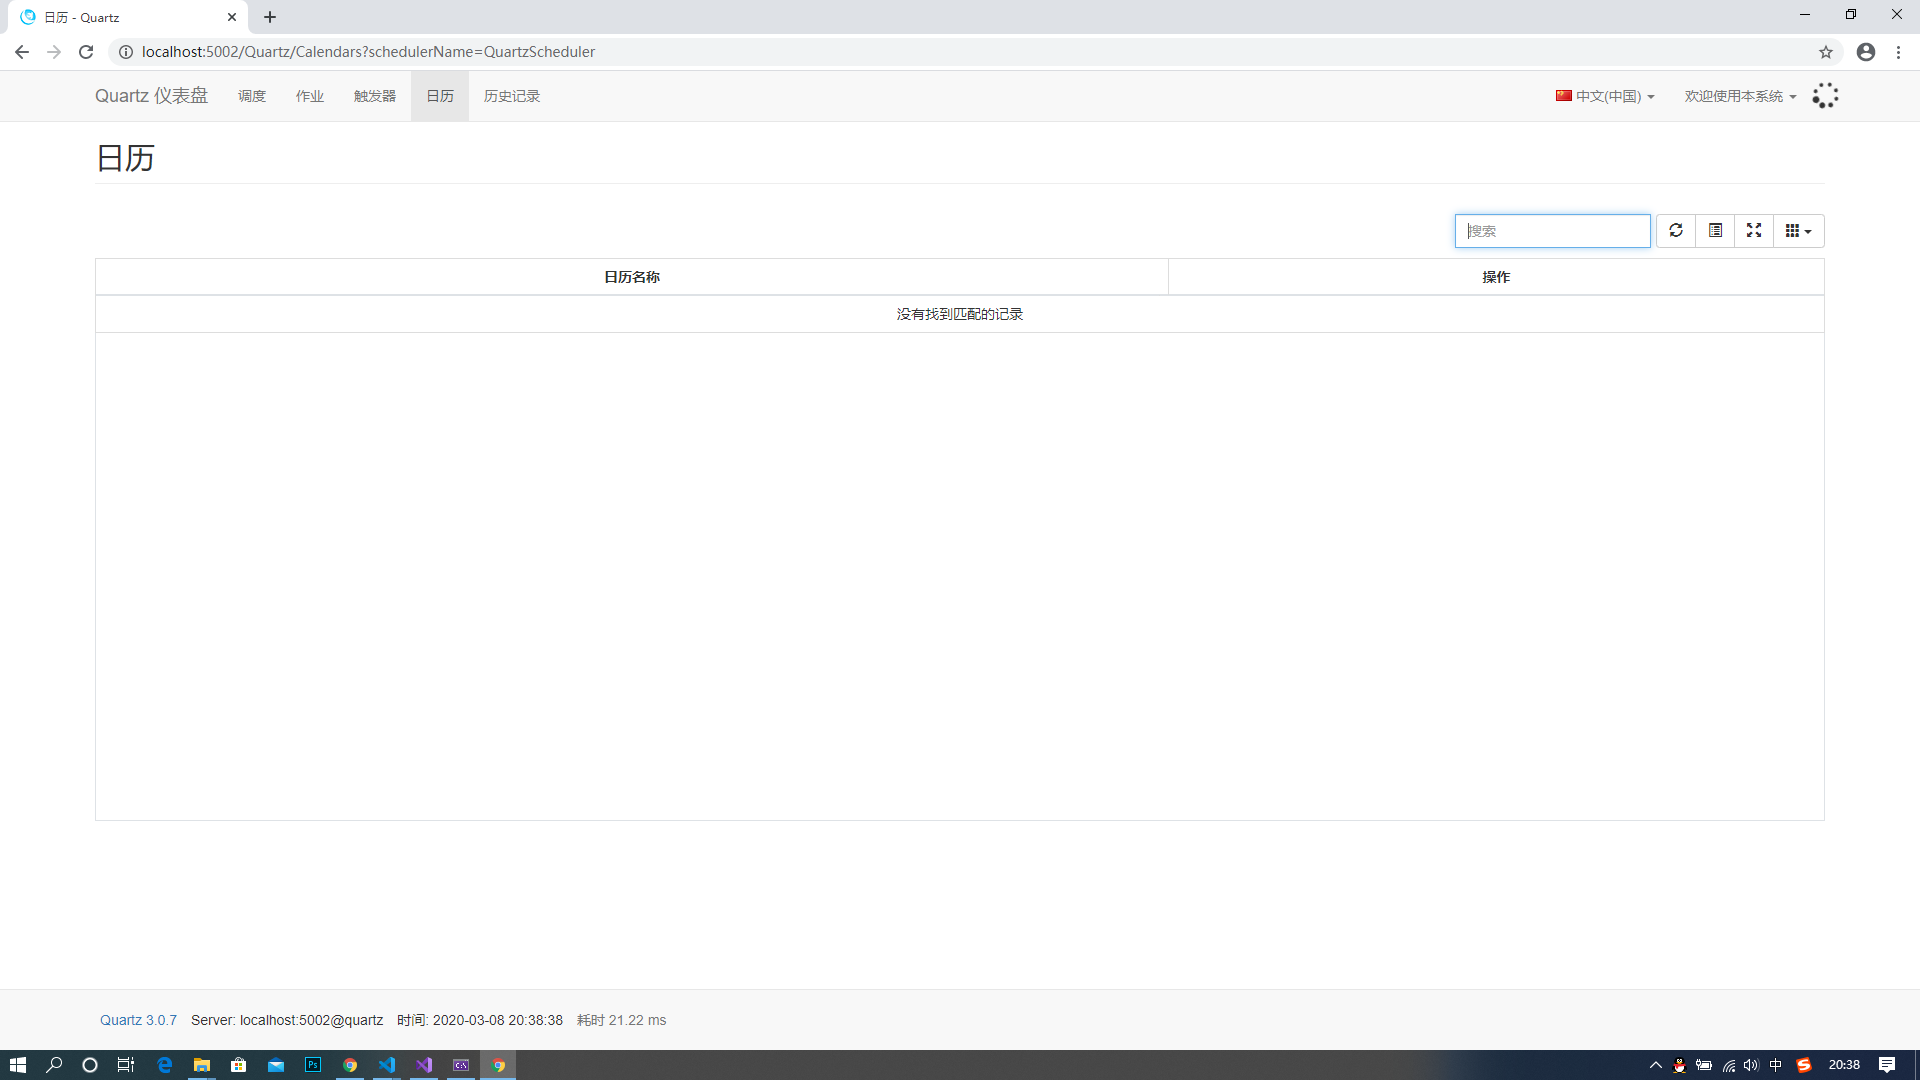 日历 - Quartz
localhost:5002/Quartz/Calendars?schedulerName=QuartzScheduler
Quartz 仪表盘 调度 作业 触发器 日历 历史记录 中文(中国) 欢迎使用本系统
日历
搜索
日历名称 操作
没有找到匹配的记录
Quartz 3.0.7 Server: localhost:5002@quartz 时间: 2020-03-08 20:38:38 耗时 21.22 ms
Ps C:\ 中 S 20:38